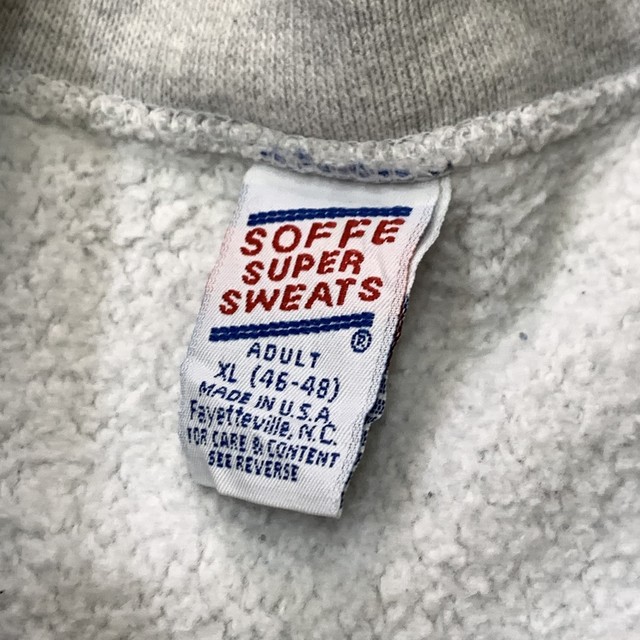 SOFFE
SUPER
SWEATS
®
ADULT
XL (46-48)
MADE IN U.S.A
Fayetteville, N.C.
FOR CARE & CONTENT
SEE REVERSE